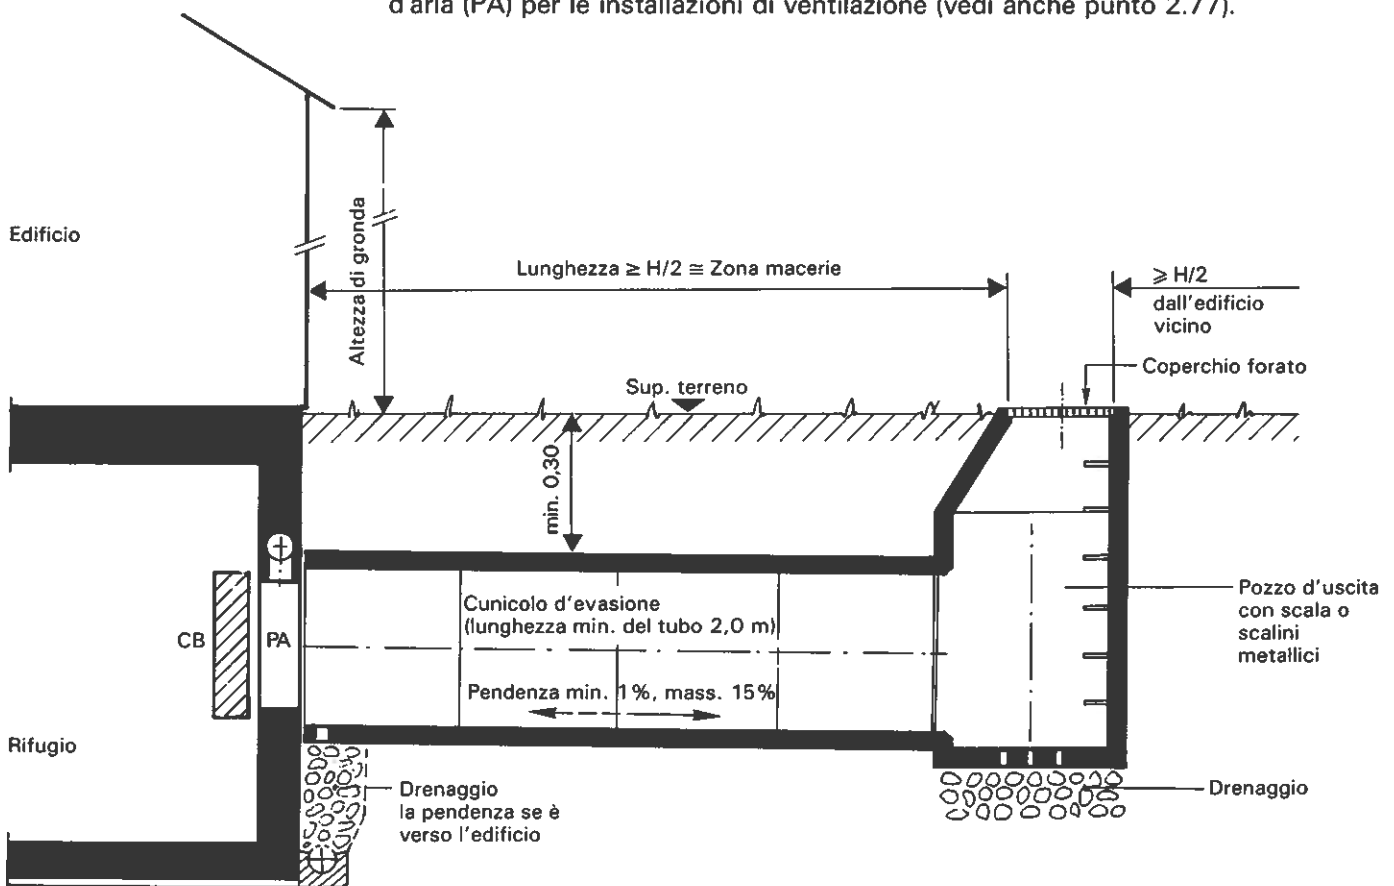 d'aria (PA) per le installazioni di ventilazione (vedi anche punto 2.77).
Edificio
Altezza di gronda
Lunghezza ≥ H/2 ≅ Zona macerie
⩾ H/2
dall'edificio
vicino
Coperchio forato
Sup. terreno
min. 0,30
Cunicolo d'evasione
(lunghezza min. del tubo 2,0 m)
CB
PA
Pozzo d'uscita
con scala o
scalini
metallici
Pendenza min. 1%, mass. 15%
Rifugio
Drenaggio
la pendenza se è
verso l'edificio
Drenaggio